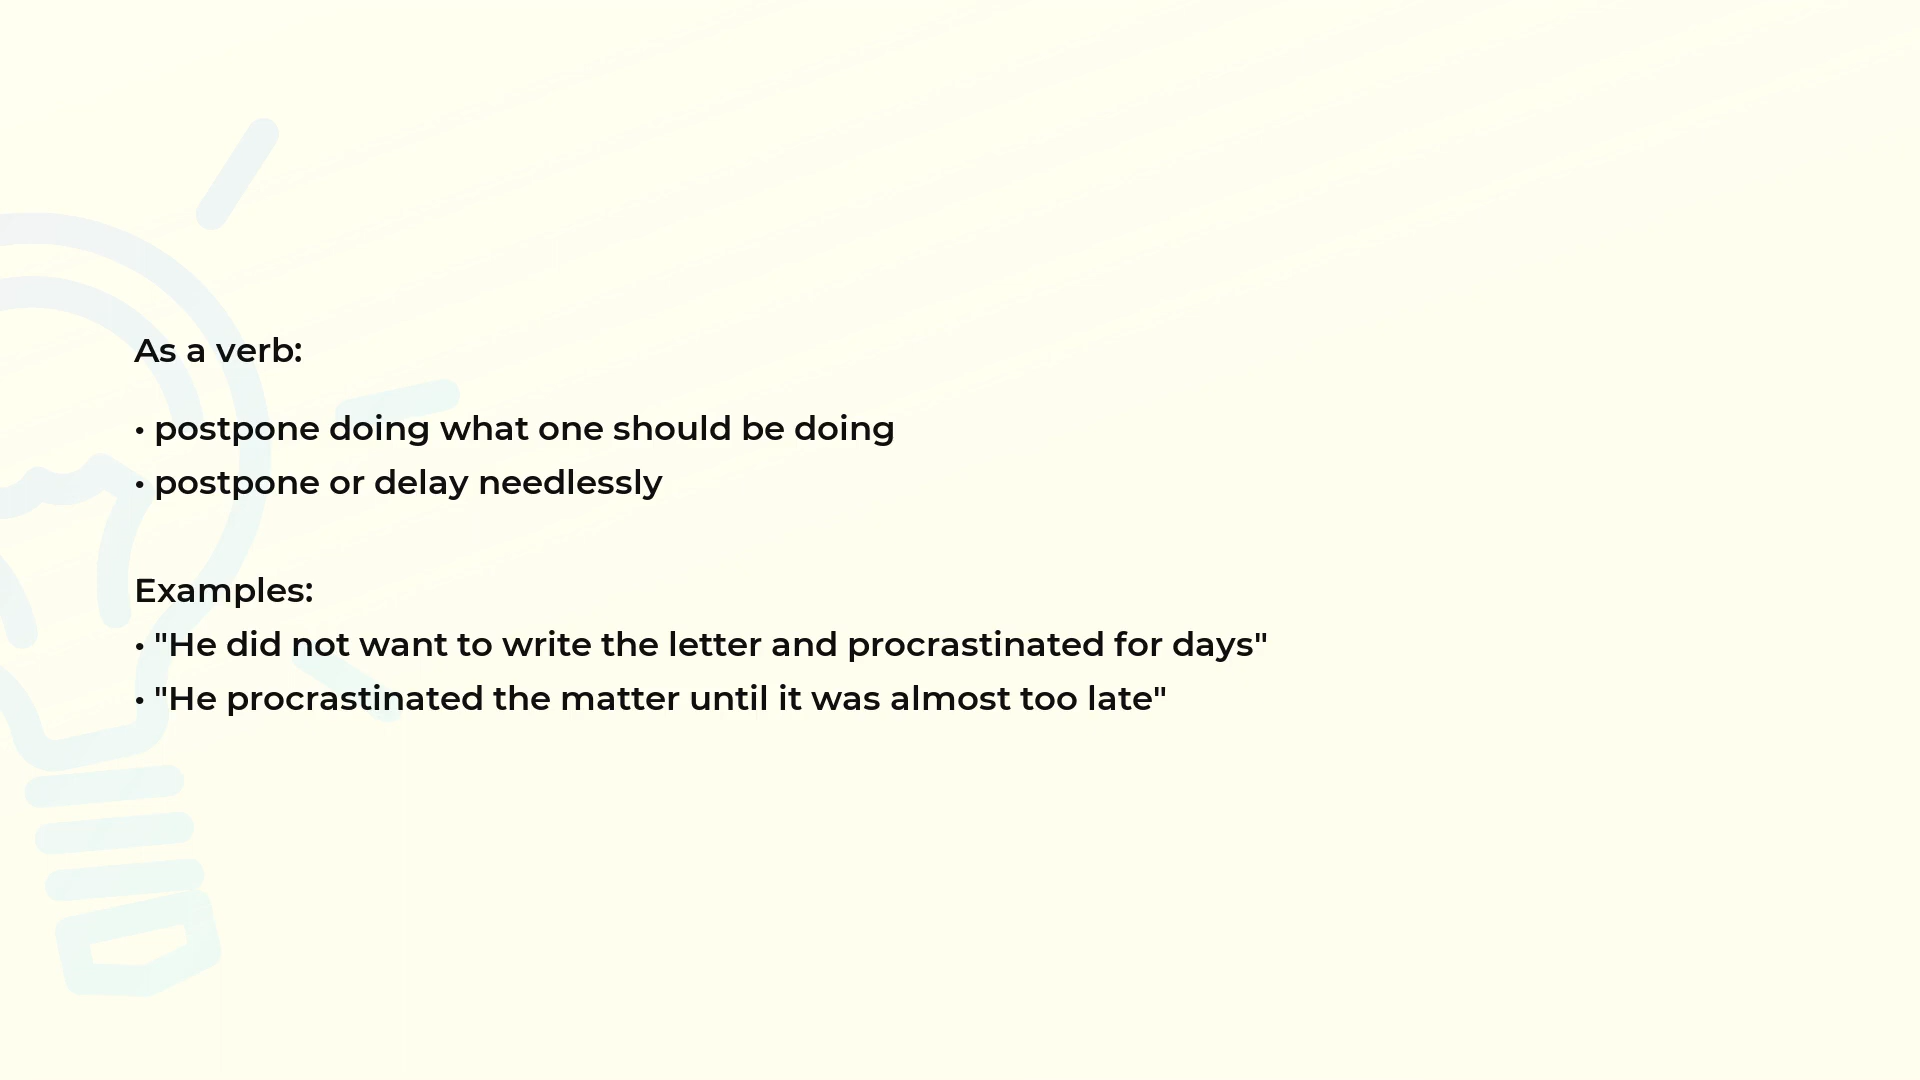 As a verb:
• postpone doing what one should be doing
• postpone or delay needlessly
Examples:
• "He did not want to write the letter and procrastinated for days"
• "He procrastinated the matter until it was almost too late"